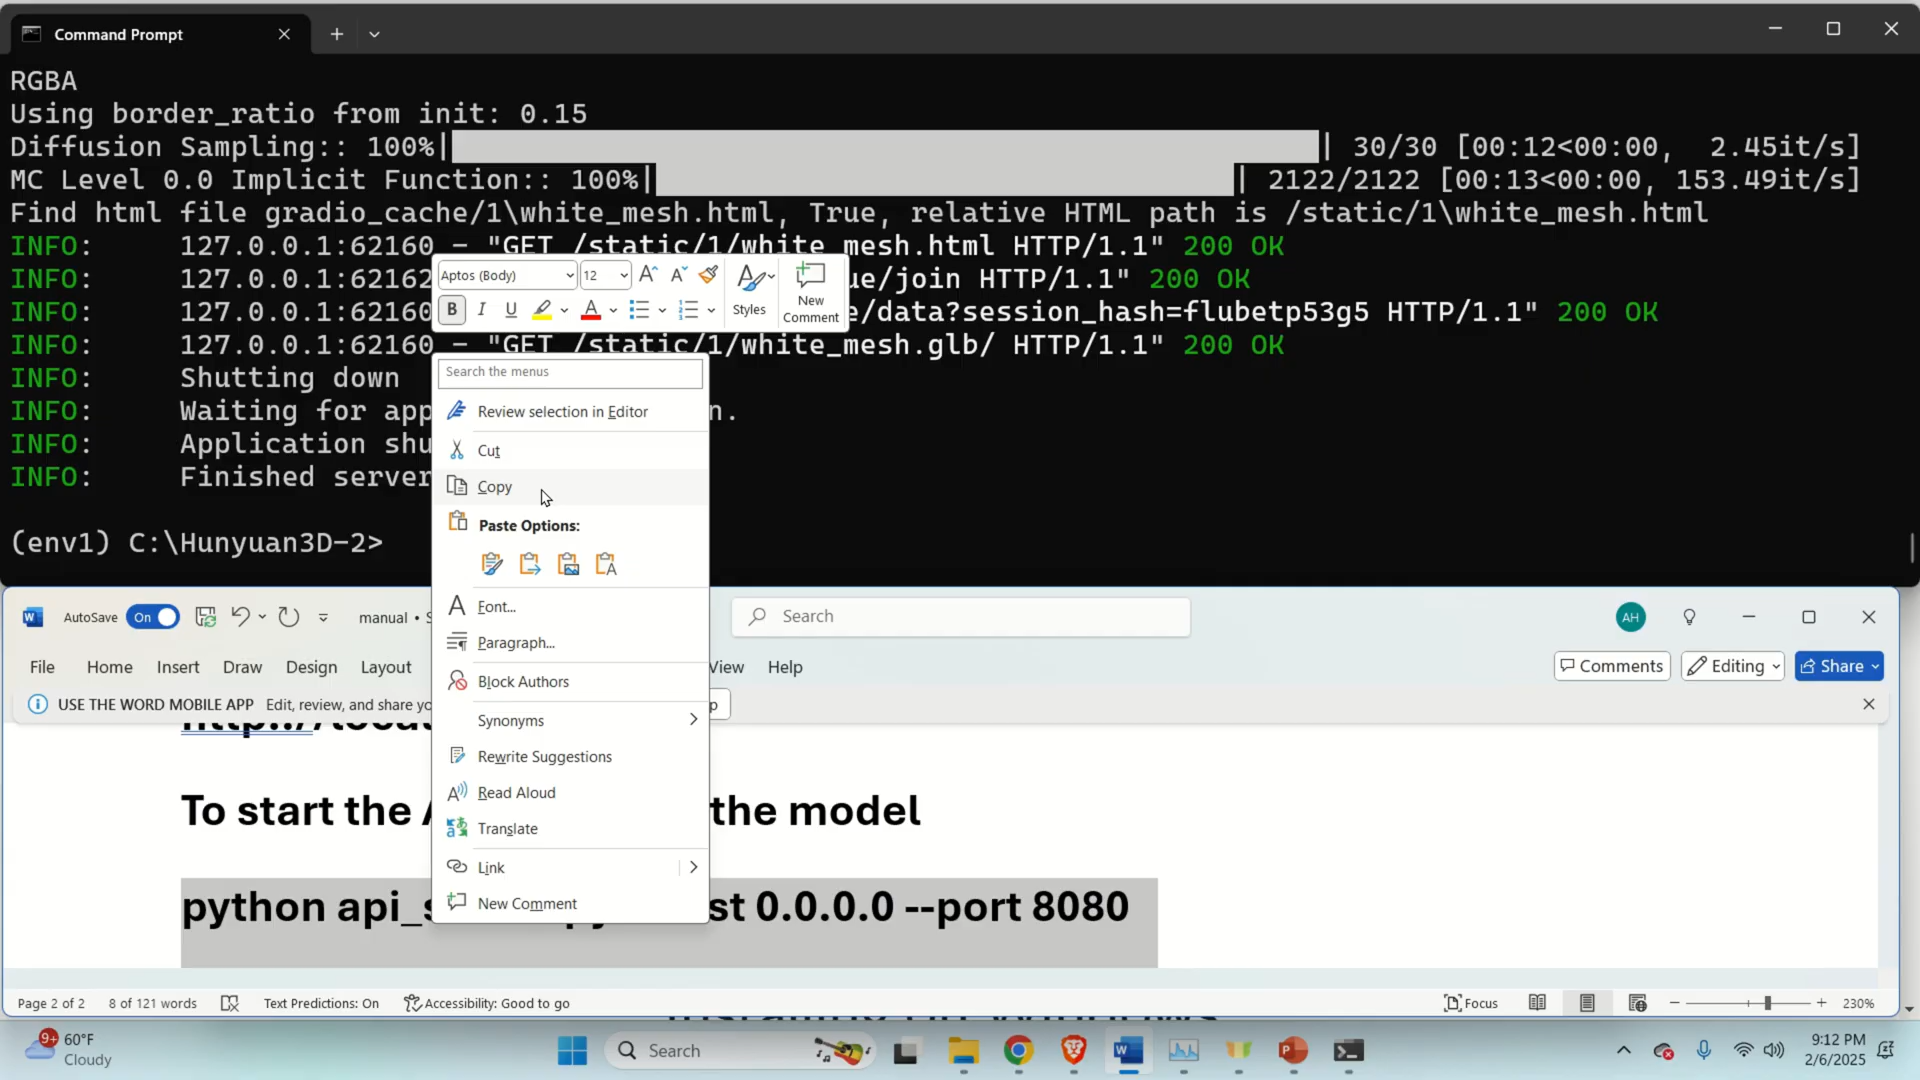 Command Prompt
RGBA
Using border_ratio from init: 0.15
Diffusion Sampling:: 100%| | 30/30 [00:12<00:00, 2.45it/s]
MC Level 0.0 Implicit Function:: 100%| | 2122/2122 [00:13<00:00, 153.49it/s]
Find html file gradio_cache/1\white_mesh.html, True, relative HTML path is /static/1\white_mesh.html
INFO: 127.0.0.1:62160 - "GET /static/1/white_mesh.html HTTP/1.1" 200 OK
INFO: 127.0.0.1:62162 ue/join HTTP/1.1" 200 OK
INFO: 127.0.0.1:62160 e/data?session_hash=flubetp53g5 HTTP/1.1" 200 OK
INFO: 127.0.0.1:62160 - "GET /static/1/white_mesh.glb/ HTTP/1.1" 200 OK
INFO: Shutting down
INFO: Waiting for app n.
INFO: Application shu
INFO: Finished server
(env1) C:\Hunyuan3D-2>
Aptos (Body) 12
B I U
Styles
New
Comment
Search the menus
Review selection in Editor
Cut
Copy
Paste Options:
Font...
Paragraph...
Block Authors
Synonyms
Rewrite Suggestions
Read Aloud
Translate
Link
New Comment
AutoSave On manual • S Search AH
File Home Insert Draw Design Layout View Help Comments Editing Share
USE THE WORD MOBILE APP Edit, review, and share yo p
To start the A the model
python api_s st 0.0.0.0 --port 8080
Page 2 of 2 8 of 121 words Text Predictions: On Accessibility: Good to go Focus 230%
9+ 60°F
Cloudy
Search
9:12 PM
2/6/2025